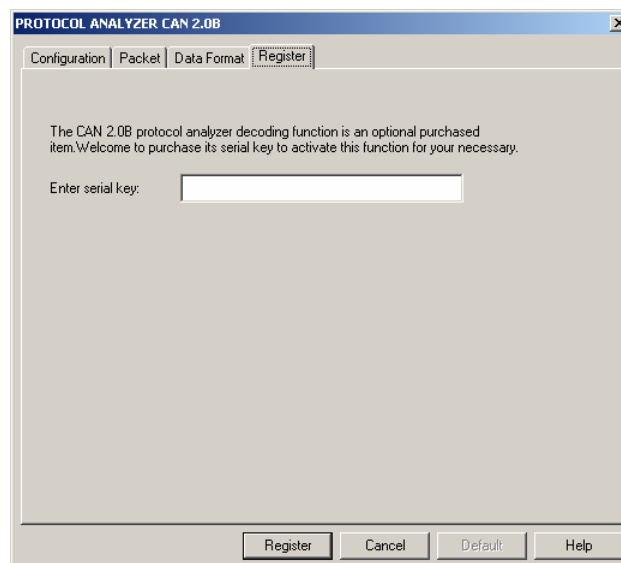 PROTOCOL ANALYZER CAN 2.0B
Configuration Packet Data Format Register
The CAN 2.0B protocol analyzer decoding function is an optional purchased
item.Welcome to purchase its serial key to activate this function for your necessary.
Enter serial key:
Register Cancel Default Help